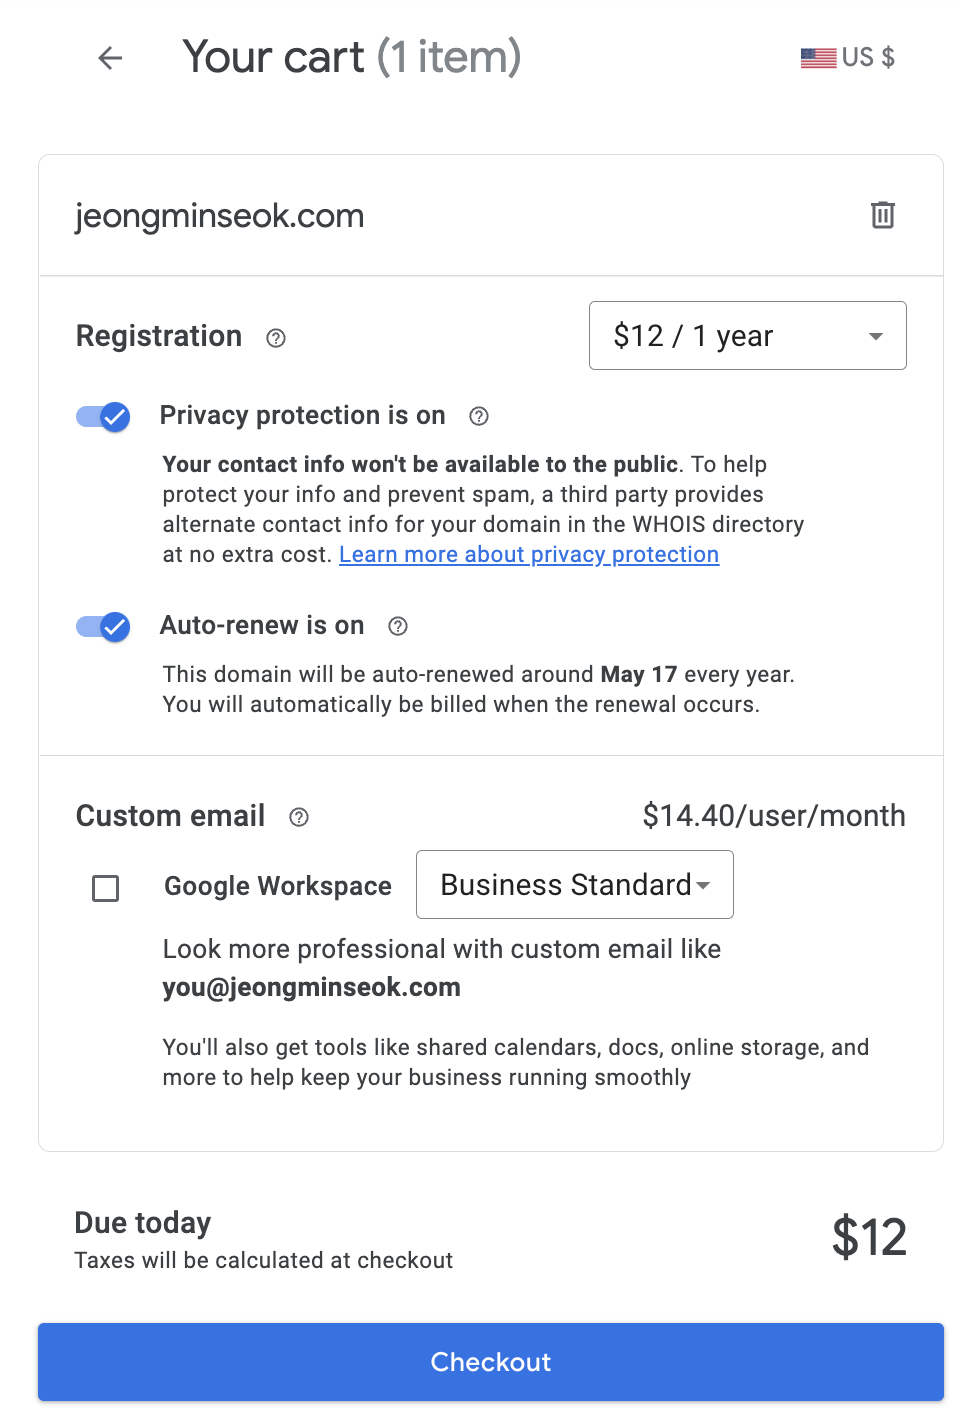 Your cart (1 item)
US $
jeongminseok.com
Registration
$12 / 1 year
Privacy protection is on
Your contact info won't be available to the public. To help
protect your info and prevent spam, a third party provides
alternate contact info for your domain in the WHOIS directory
at no extra cost. Learn more about privacy protection
Auto-renew is on
This domain will be auto-renewed around May 17 every year.
You will automatically be billed when the renewal occurs.
Custom email
$14.40/user/month
Google Workspace
Business Standard
Look more professional with custom email like
you@jeongminseok.com
You'll also get tools like shared calendars, docs, online storage, and
more to help keep your business running smoothly
Due today
$12
Taxes will be calculated at checkout
Checkout